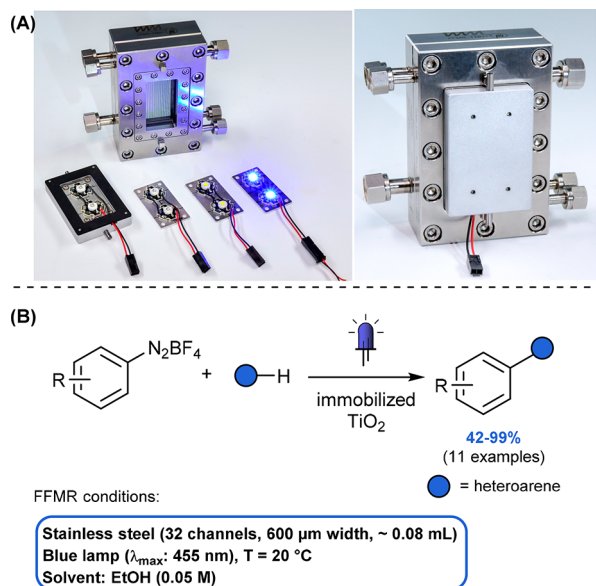 (A)
(B)
N₂BF₄
R
+
H
immobilized
TiO₂
R
42-99%
(11 examples)
= heteroarene
FFMR conditions:
Stainless steel (32 channels, 600 µm width, ~ 0.08 mL)
Blue lamp (λmax: 455 nm), T = 20 °C
Solvent: EtOH (0.05 M)